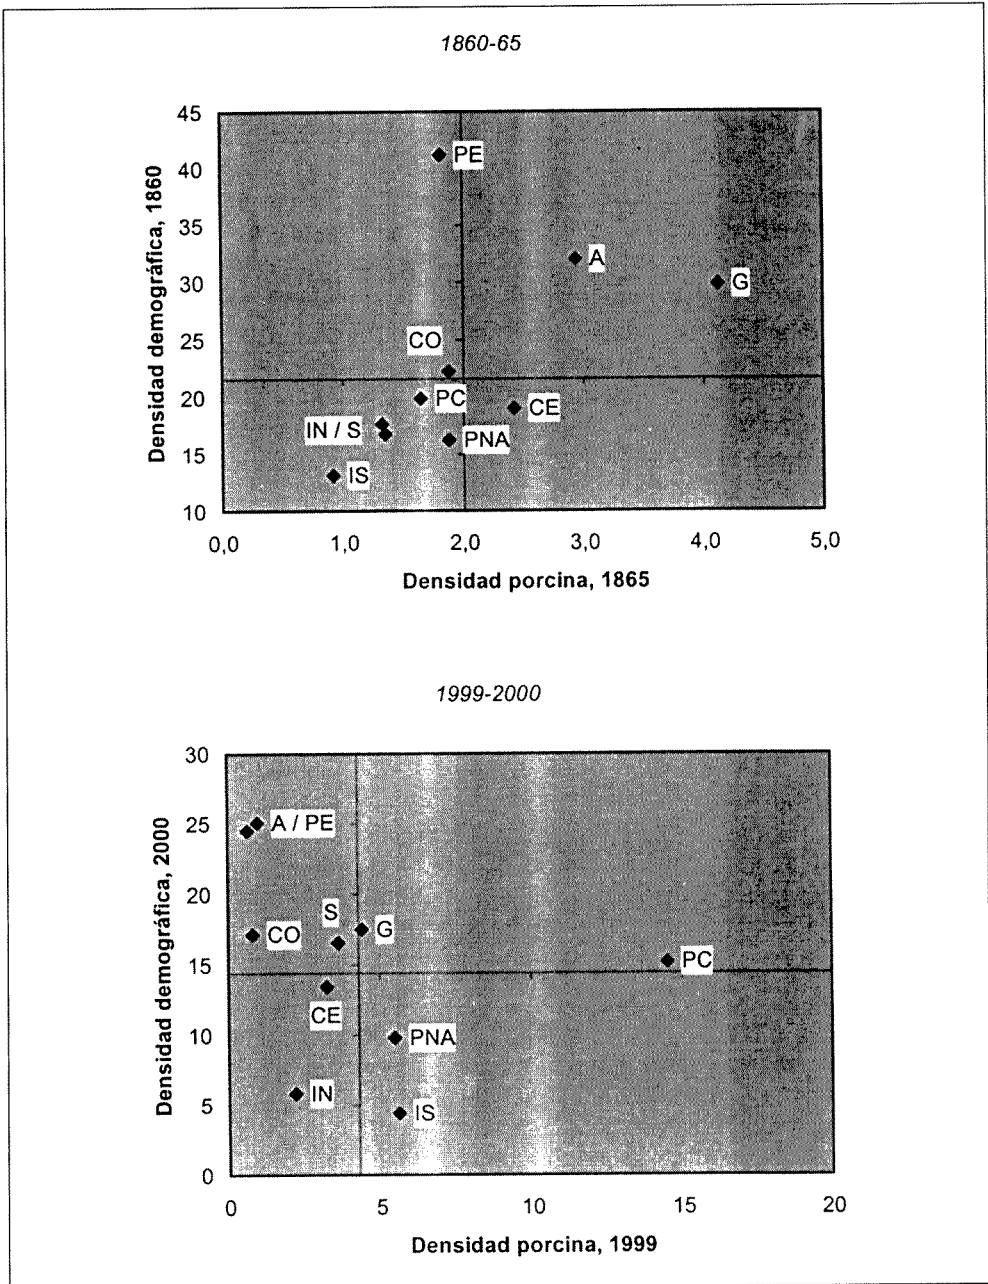 1860-65
Densidad demográfica, 1860
45
40
35
30
25
20
15
10
PE
A
G
CO
PC
CE
IN / S
PNA
IS
0,0 1,0 2,0 3,0 4,0 5,0
Densidad porcina, 1865
1999-2000
Densidad demográfica, 2000
30
25
20
15
10
5
0
A / PE
S
CO
G
PC
CE
PNA
IN
IS
0 5 10 15 20
Densidad porcina, 1999